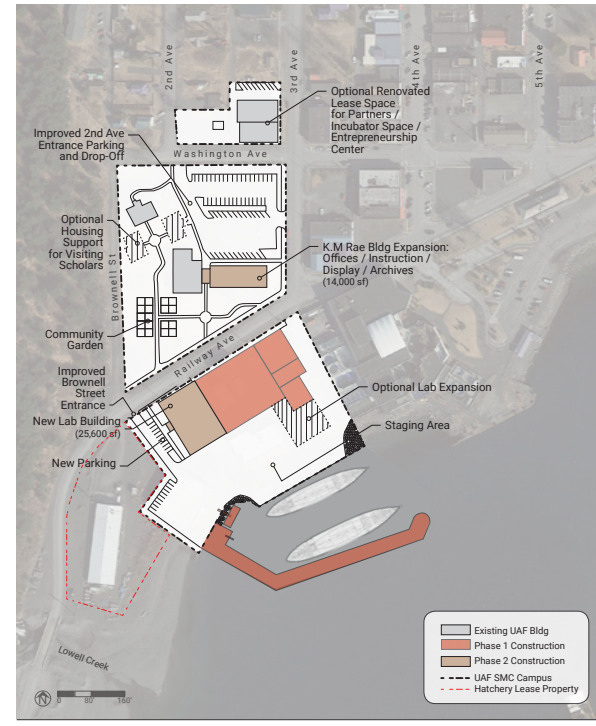 2nd Ave
3rd Ave
4th Ave
5th Ave
Optional Renovated
Lease Space
for Partners /
Incubator Space /
Entrepreneurship
Center
Improved 2nd Ave
Entrance Parking
and Drop-Off
Washington Ave
Optional
Housing
Support
for Visiting
Scholars
K.M Rae Bldg Expansion:
Offices / Instruction /
Display / Archives
(14,000 sf)
Brownell St
Community
Garden
Railway Ave
Improved
Brownell
Street
Entrance
Optional Lab Expansion
New Lab Building
(25,600 sf)
Staging Area
New Parking
Existing UAF Bldg
Phase 1 Construction
Phase 2 Construction
UAF SMC Campus
Hatchery Lease Property
Lowell Creek
N
0 80' 160'